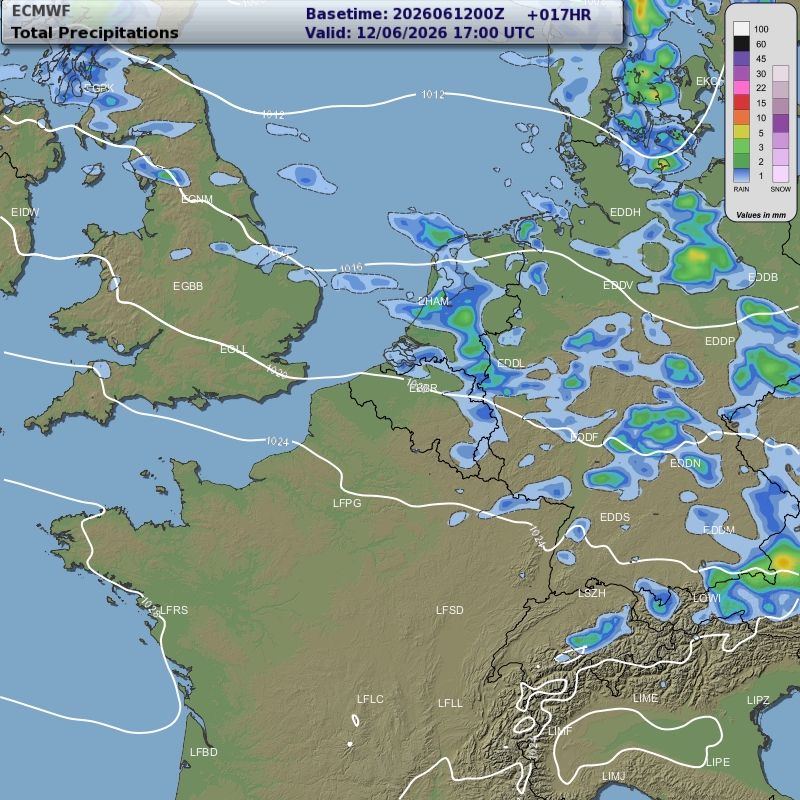 ECMWF
Basetime: 2026061200Z +017HR
Total Precipitations
Valid: 12/06/2026 17:00 UTC
100
60
45
30
22
15
10
5
3
2
1
RAIN SNOW
Values in mm
1012
1012
EIDW
EGNM
EDDH
1016
EGBB
EDDV
EDDB
EHAM
EDDP
EGLL
1020
EDDL
EBBR
1024
EDDF
EDDN
LFPG
EDDS
EDDM
1024
LFRS
LFSD
LSZH
LOWI
LFLC
LFLL
LIME
LIPZ
LIMF
LFBD
LIPE
LIMJ